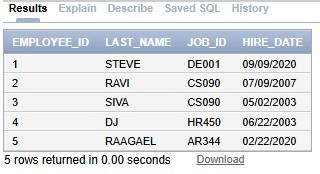 Results Explain Describe Saved SQL History
EMPLOYEE_ID LAST_NAME JOB_ID HIRE_DATE
1 STEVE DE001 09/09/2020
2 RAVI CS090 07/09/2007
3 SIVA CS090 05/02/2003
4 DJ HR450 06/22/2003
5 RAAGAEL AR344 02/22/2020
5 rows returned in 0.00 seconds Download